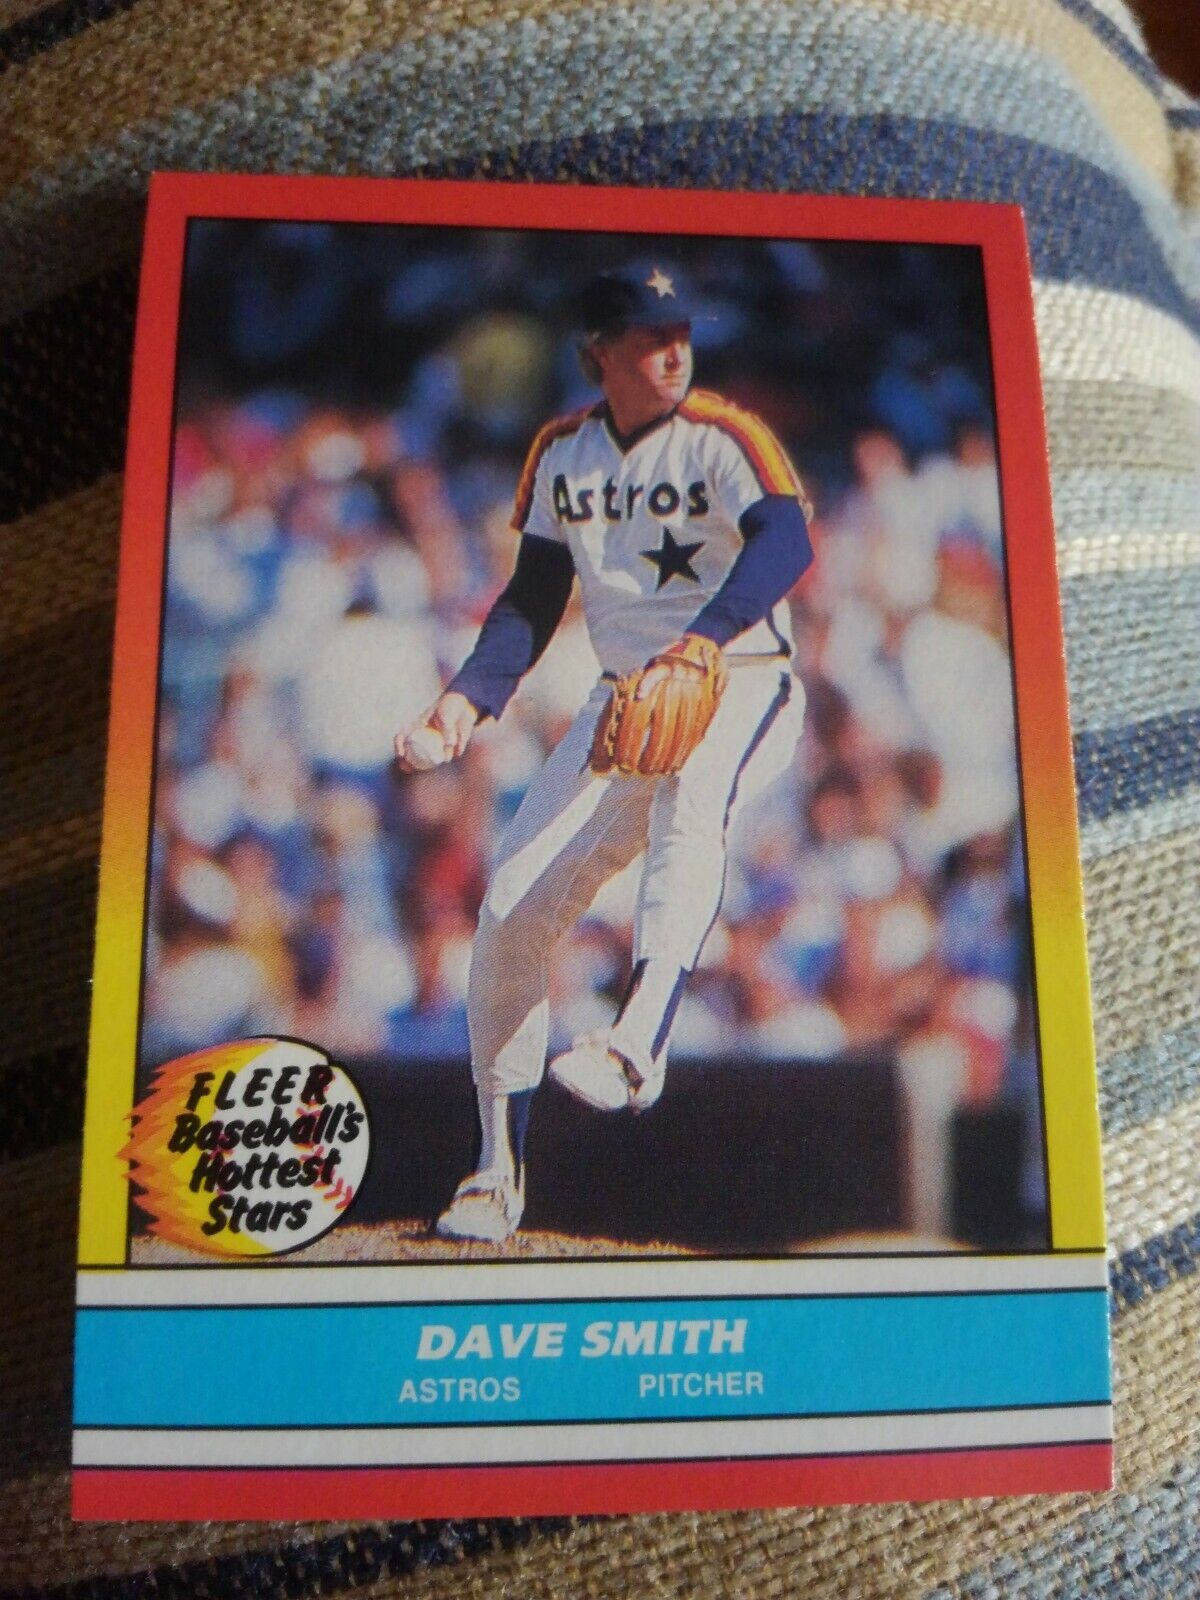 Astros
FLEER
Baseball's
Hottest
Stars
DAVE SMITH
ASTROS PITCHER